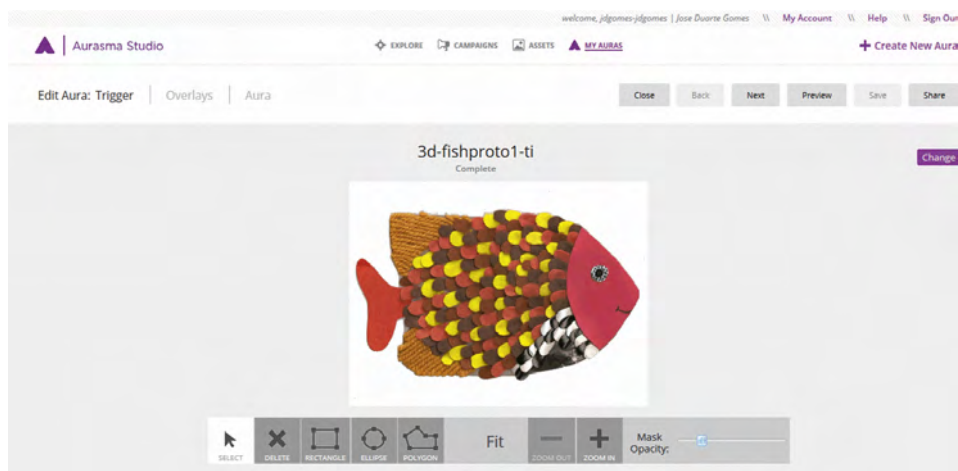 welcome, jdgomes-jdgomes | Jose Duarte Gomes \\ My Account \\ Help \\ Sign Out
Aurasma Studio EXPLORE CAMPAIGNS ASSETS MY AURAS + Create New Aura
Edit Aura: Trigger | Overlays | Aura Close Back Next Preview Save Share
3d-fishproto1-ti
Complete
Change
SELECT DELETE RECTANGLE ELLIPSE POLYGON Fit ZOOM OUT ZOOM IN Mask Opacity: